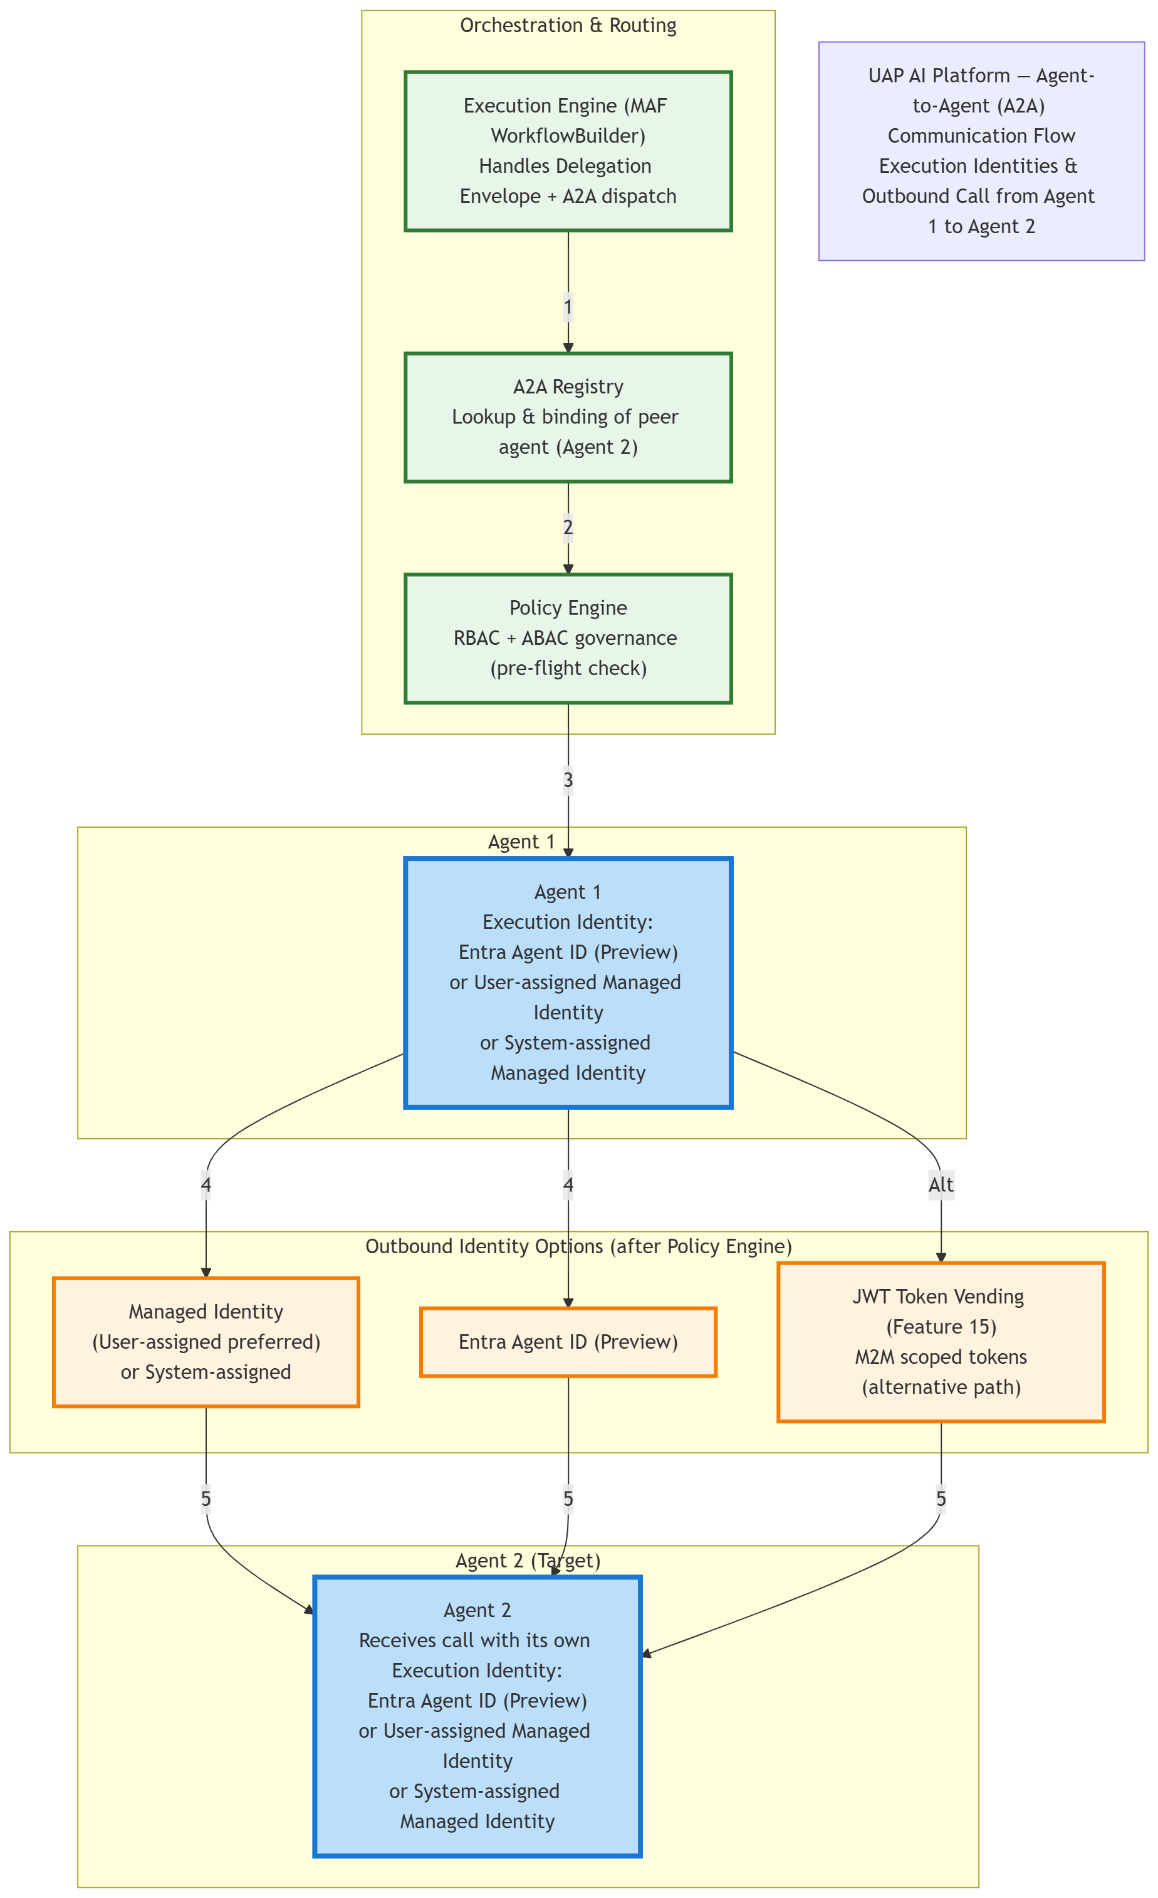 Orchestration & Routing
Execution Engine (MAF
WorkflowBuilder)
Handles Delegation
Envelope + A2A dispatch
UAP AI Platform — Agent-
to-Agent (A2A)
Communication Flow
Execution Identities &
Outbound Call from Agent
1 to Agent 2
1
A2A Registry
Lookup & binding of peer
agent (Agent 2)
2
Policy Engine
RBAC + ABAC governance
(pre-flight check)
3
Agent 1
Agent 1
Execution Identity:
Entra Agent ID (Preview)
or User-assigned Managed
Identity
or System-assigned
Managed Identity
4
4
Alt
Outbound Identity Options (after Policy Engine)
Managed Identity
(User-assigned preferred)
or System-assigned
Entra Agent ID (Preview)
JWT Token Vending
(Feature 15)
M2M scoped tokens
(alternative path)
5
5
5
Agent 2 (Target)
Agent 2
Receives call with its own
Execution Identity:
Entra Agent ID (Preview)
or User-assigned Managed
Identity
or System-assigned
Managed Identity